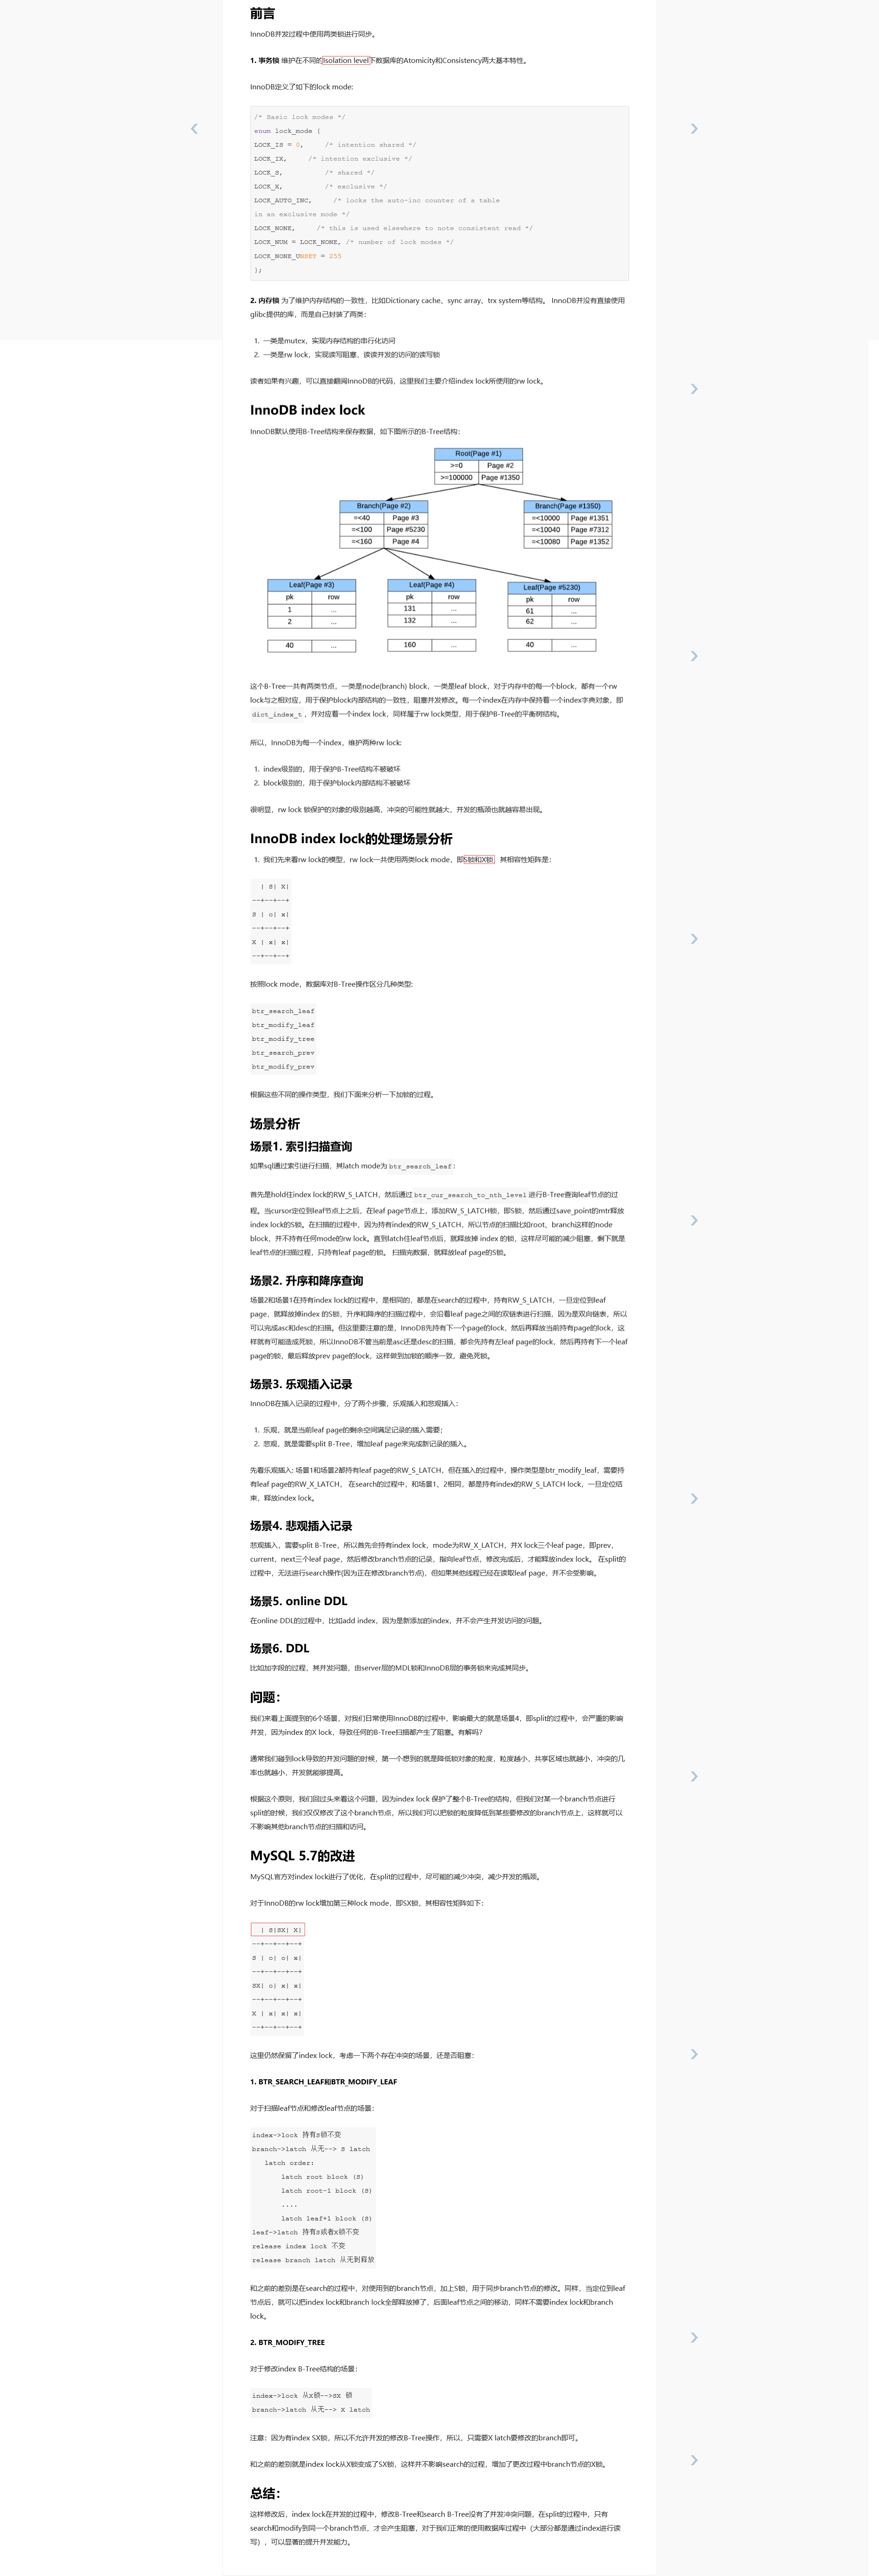 前言
InnoDB并发过程中使用两类锁进行同步。
1. 事务锁 维护在不同的Isolation level下数据库的Atomicity和Consistency两大基本特性。
InnoDB定义了如下的lock mode:
/* Basic lock modes */
enum lock_mode {
LOCK_IS = 0, /* intention shared */
LOCK_IX, /* intention exclusive */
LOCK_S, /* shared */
LOCK_X, /* exclusive */
LOCK_AUTO_INC, /* locks the auto-inc counter of a table
in an exclusive mode */
LOCK_NONE, /* this is used elsewhere to note consistent read */
LOCK_NUM = LOCK_NONE, /* number of lock modes */
LOCK_NONE_UNSET = 255
};
2. 内存锁 为了维护内存结构的一致性，比如Dictionary cache、sync array、trx system等结构。 InnoDB并没有直接使用
glibc提供的库，而是自己封装了两类：
1. 一类是mutex，实现内存结构的串行化访问
2. 一类是rw lock，实现读写阻塞，读读并发的访问的读写锁
读者如果有兴趣，可以直接翻阅InnoDB的代码，这里我们主要介绍index lock所使用的rw lock。
InnoDB index lock
InnoDB默认使用B-Tree结构来保存数据，如下图所示的B-Tree结构：
Root(Page #1)
>=0 Page #2
>=100000 Page #1350
Branch(Page #2) Branch(Page #1350)
=<40 Page #3 =<10000 Page #1351
=<100 Page #5230 =<10040 Page #7312
=<160 Page #4 =<10080 Page #1352
Leaf(Page #3) Leaf(Page #4) Leaf(Page #5230)
pk row pk row pk row
1 ... 131 ... 61 ...
2 ... 132 ... 62 ...
40 ... 160 ... 40 ...
这个B-Tree一共有两类节点，一类是node(branch) block，一类是leaf block，对于内存中的每一个block，都有一个rw
lock与之相对应，用于保护block内部结构的一致性，阻塞并发修改。每一个index在内存中保持着一个index字典对象，即
dict_index_t，并对应着一个index lock，同样属于rw lock类型，用于保护B-Tree的平衡树结构。
所以，InnoDB为每一个index，维护两种rw lock:
1. index级别的，用于保护B-Tree结构不被破坏
2. block级别的，用于保护block内部结构不被破坏
很明显，rw lock 锁保护的对象的级别越高，冲突的可能性就越大，并发的瓶颈也就越容易出现。
InnoDB index lock的处理场景分析
1. 我们先来看rw lock的模型，rw lock一共使用两类lock mode，即S锁和X锁，其相容性矩阵是：
| S| X|
--+--+--+
S | o| x|
--+--+--+
X | x| x|
--+--+--+
按照lock mode，数据库对B-Tree操作区分几种类型:
btr_search_leaf
btr_modify_leaf
btr_modify_tree
btr_search_prev
btr_modify_prev
根据这些不同的操作类型，我们下面来分析一下加锁的过程。
场景分析
场景1. 索引扫描查询
如果sql通过索引进行扫描，其latch mode为 btr_search_leaf：
首先是hold住index lock的RW_S_LATCH，然后通过 btr_cur_search_to_nth_level 进行B-Tree查询leaf节点的过
程。当cursor定位到leaf节点上之后，在leaf page节点上，添加RW_S_LATCH锁，即S锁，然后通过save_point的mtr释放
index lock的S锁。在扫描的过程中，因为持有index的RW_S_LATCH，所以节点的扫描比如root、branch这样的node
block，并不持有任何mode的rw lock。直到latch住leaf节点后，就释放掉 index 的锁，这样尽可能的减少阻塞，剩下就是
leaf节点的扫描过程，只持有leaf page的锁。 扫描完数据，就释放leaf page的S锁。
场景2. 升序和降序查询
场景2和场景1在持有index lock的过程中，是相同的，都是在search的过程中，持有RW_S_LATCH，一旦定位到leaf
page，就释放掉index 的S锁，升序和降序的扫描过程中，会沿着leaf page之间的双链表进行扫描，因为是双向链表，所以
可以完成asc和desc的扫描。但这里要注意的是，InnoDB先持有下一个page的lock，然后再释放当前持有page的lock，这
样就有可能造成死锁，所以InnoDB不管当前是asc还是desc的扫描，都会先持有左leaf page的lock，然后再持有下一个leaf
page的锁，最后释放prev page的lock，这样做到加锁的顺序一致，避免死锁。
场景3. 乐观插入记录
InnoDB在插入记录的过程中，分了两个步骤，乐观插入和悲观插入：
1. 乐观，就是当前leaf page的剩余空间满足记录的插入需要；
2. 悲观，就是需要split B-Tree，增加leaf page来完成新记录的插入。
先看乐观插入: 场景1和场景2都持有leaf page的RW_S_LATCH，但在插入的过程中，操作类型是btr_modify_leaf，需要持
有leaf page的RW_X_LATCH， 在search的过程中，和场景1、2相同，都是持有index的RW_S_LATCH lock，一旦定位结
束，释放index lock。
场景4. 悲观插入记录
悲观插入，需要split B-Tree，所以首先会持有index lock，mode为RW_X_LATCH，并X lock三个leaf page，即prev，
current，next三个leaf page，然后修改branch节点的记录，指向leaf节点，修改完成后，才能释放index lock。 在split的
过程中，无法进行search操作(因为正在修改branch节点)，但如果其他线程已经在读取leaf page，并不会受影响。
场景5. online DDL
在online DDL的过程中，比如add index，因为是新添加的index，并不会产生并发访问的问题。
场景6. DDL
比如加字段的过程，其并发问题，由server层的MDL锁和InnoDB层的事务锁来完成其同步。
问题：
我们来看上面提到的6个场景，对我们日常使用InnoDB的过程中，影响最大的就是场景4，即split的过程中，会严重的影响
并发，因为index 的X lock，导致任何的B-Tree扫描都产生了阻塞。有解吗?
通常我们碰到lock导致的并发问题的时候，第一个想到的就是降低锁对象的粒度，粒度越小，共享区域也就越小，冲突的几
率也就越小，并发就能够提高。
根据这个原则，我们回过头来看这个问题，因为index lock 保护了整个B-Tree的结构，但我们对某一个branch节点进行
split的时候，我们仅仅修改了这个branch节点，所以我们可以把锁的粒度降低到某些要修改的branch节点上，这样就可以
不影响其他branch节点的扫描和访问。
MySQL 5.7的改进
MySQL官方对index lock进行了优化，在split的过程中，尽可能的减少冲突，减少并发的瓶颈。
对于InnoDB的rw lock增加第三种lock mode，即SX锁，其相容性矩阵如下：
| S|SX| X|
--+--+--+--+
S | o| o| x|
--+--+--+--+
SX| o| x| x|
--+--+--+--+
X | x| x| x|
--+--+--+--+
这里仍然保留了index lock，考虑一下两个存在冲突的场景，还是否阻塞：
1. BTR_SEARCH_LEAF和BTR_MODIFY_LEAF
对于扫描leaf节点和修改leaf节点的场景：
index->lock 持有S锁不变
branch->latch 从无--> S latch
latch order:
latch root block (S)
latch root-1 block (S)
....
latch leaf+1 block (S)
leaf->latch 持有S或者X锁不变
release index lock 不变
release branch latch 从无到释放
和之前的差别是在search的过程中，对使用到的branch节点，加上S锁，用于同步branch节点的修改。同样，当定位到leaf
节点后，就可以把index lock和branch lock全部释放掉了，后面leaf节点之间的移动，同样不需要index lock和branch
lock。
2. BTR_MODIFY_TREE
对于修改index B-Tree结构的场景：
index->lock 从X锁-->SX 锁
branch->latch 从无--> X latch
注意：因为有index SX锁，所以不允许并发的修改B-Tree操作，所以，只需要X latch要修改的branch即可。
和之前的差别就是index lock从X锁变成了SX锁，这样并不影响search的过程，增加了更改过程中branch节点的X锁。
总结：
这样修改后，index lock在并发的过程中，修改B-Tree和search B-Tree没有了并发冲突问题，在split的过程中，只有
search和modify到同一个branch节点，才会产生阻塞，对于我们正常的使用数据库过程中（大部分都是通过index进行读
写），可以显著的提升并发能力。